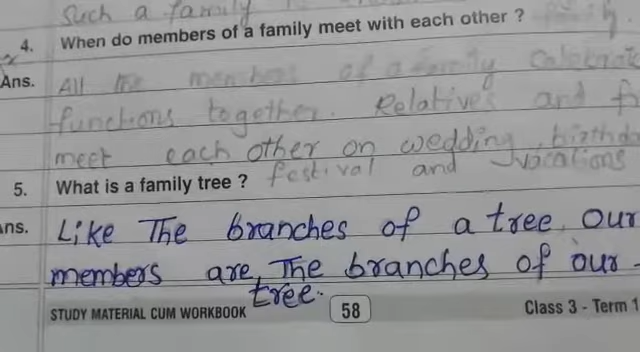 Such a family
4. When do members of a family meet with each other ?
Ans. All the members of a family celebrate
functions together. Relatives and
meet each other on wedding, birthda
festival and vacations
5. What is a family tree ?
ns. Like The branches of a tree, Our
members are, The branches of our
tree.
STUDY MATERIAL CUM WORKBOOK 58 Class 3 - Term 1